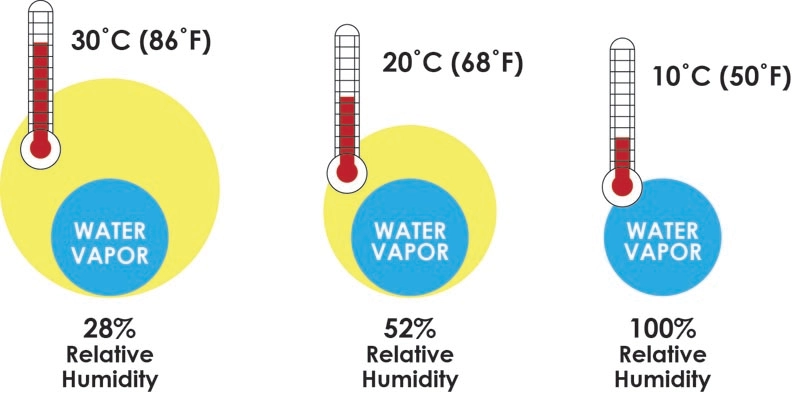 30˚C (86˚F)
20˚C (68˚F)
10˚C (50˚F)
WATER
VAPOR
WATER
VAPOR
WATER
VAPOR
28%
Relative
Humidity
52%
Relative
Humidity
100%
Relative
Humidity